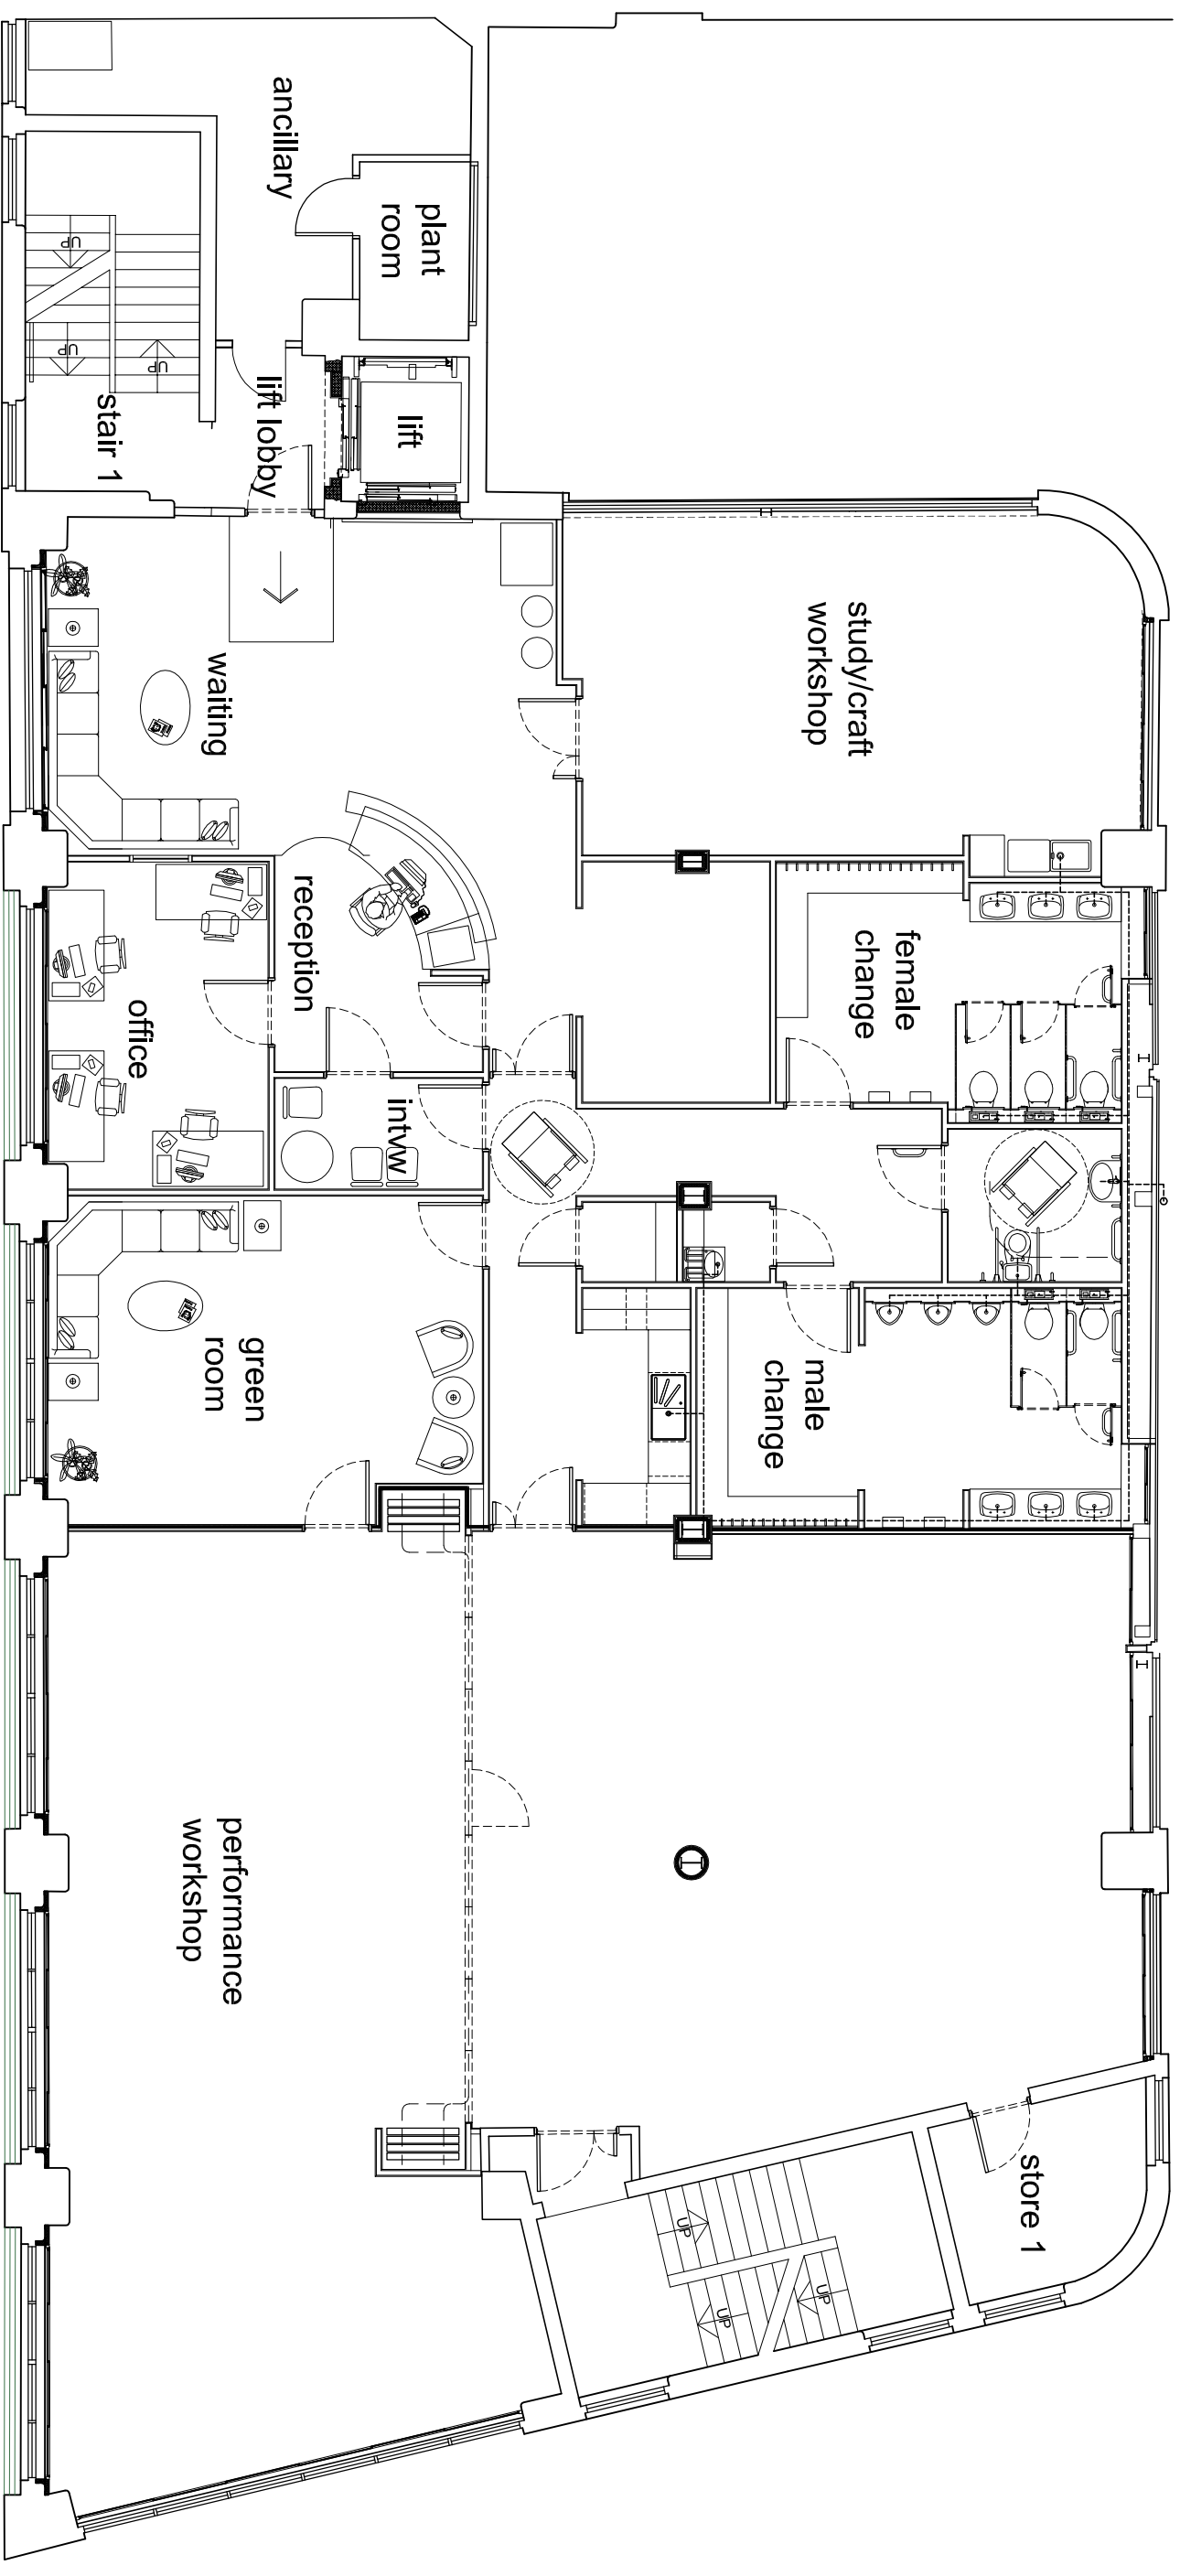 ancillary
plant
room
UP
UP
UP
stair 1
lift lobby
lift
study/craft
workshop
waiting
reception
female
change
office
intvw
male
change
green
room
performance
workshop
store 1
UP
UP
UP